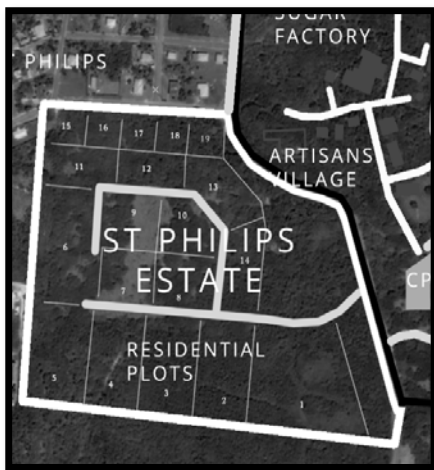 SUGAR
FACTORY
PHILIPS
15 16 17 18 19
ARTISANS
VILLAGE
11 12 13
9 10
6
ST PHILIPS
ESTATE
14
7 8
CP
RESIDENTIAL
PLOTS
5 4 3 2 1